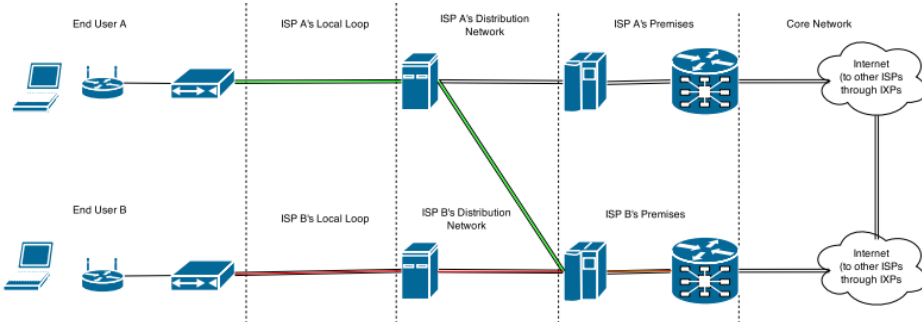 End User A
ISP A's Local Loop
ISP A's Distribution
Network
ISP A's Premises
Core Network
Internet
(to other ISPs
through IXPs)
End User B
ISP B's Local Loop
ISP B's Distribution
Network
ISP B's Premises
Internet
(to other ISPs
through IXPs